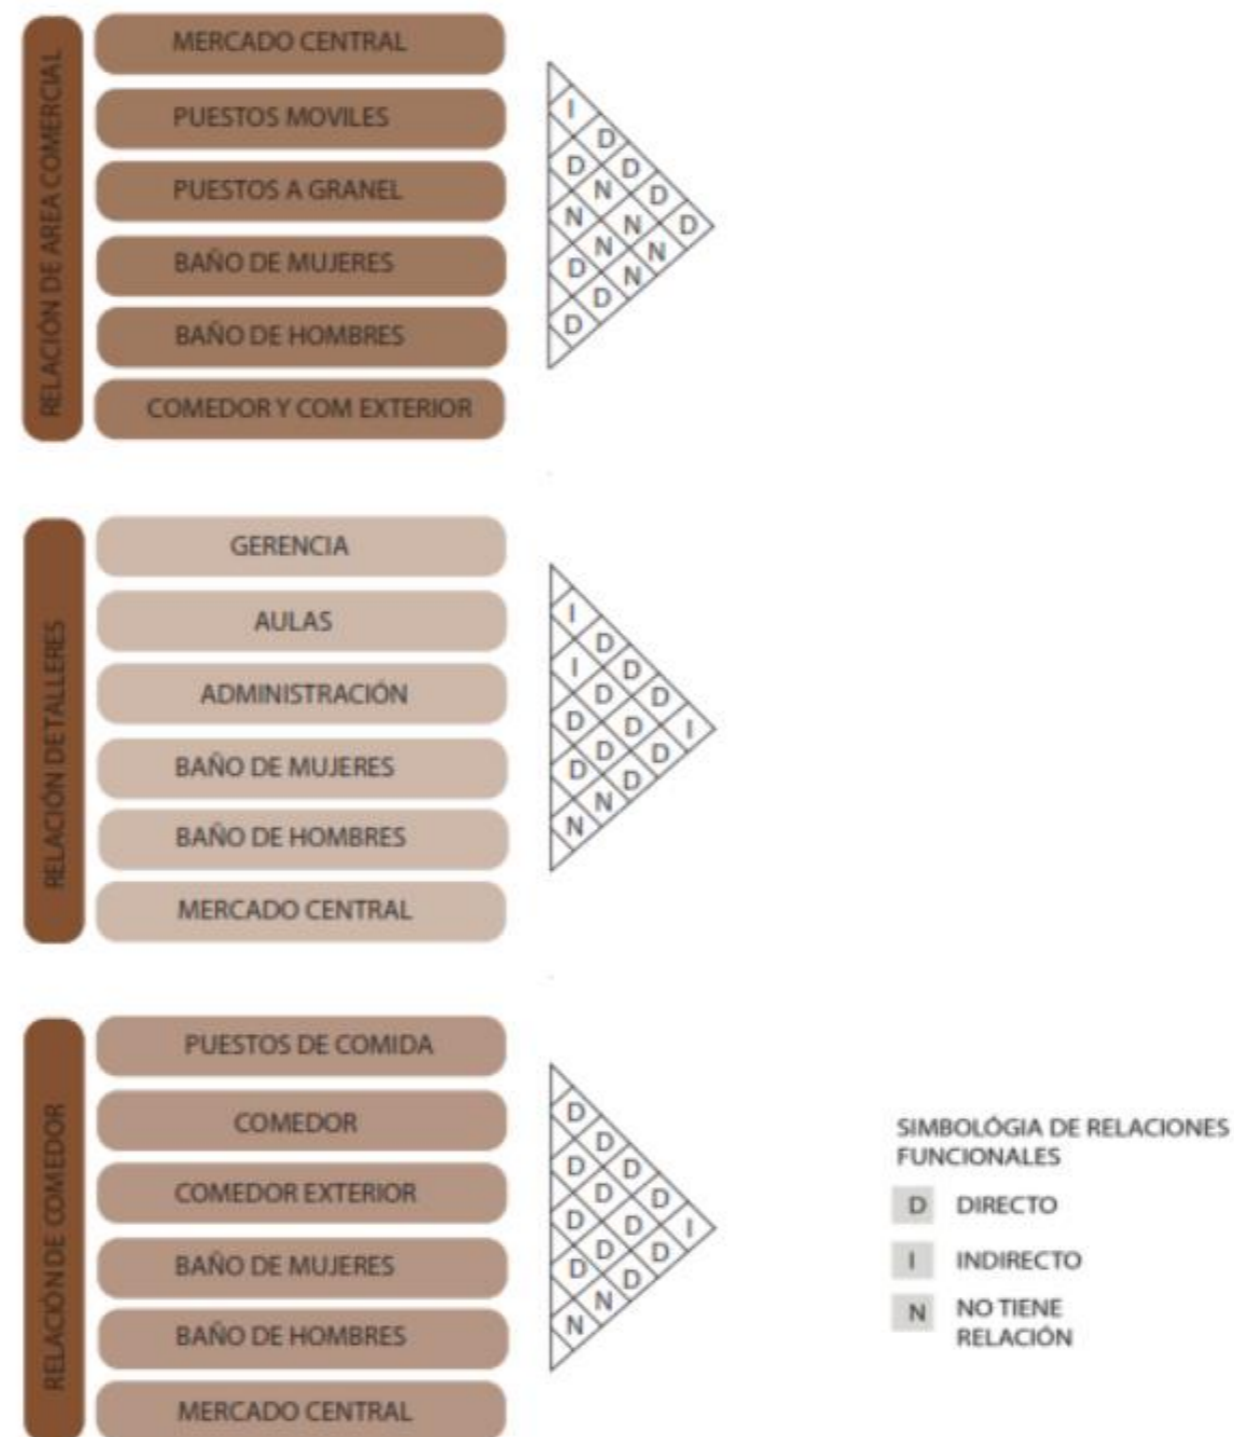 RELACIÓN DE AREA COMERCIAL
MERCADO CENTRAL
PUESTOS MOVILES
PUESTOS A GRANEL
BAÑO DE MUJERES
BAÑO DE HOMBRES
COMEDOR Y COM EXTERIOR
I
D
D D
N D
N N D
N N
D N
D
D
RELACIÓN DE TALLERES
GERENCIA
AULAS
ADMINISTRACIÓN
BAÑO DE MUJERES
BAÑO DE HOMBRES
MERCADO CENTRAL
I
D
I D
D D
D D I
D D
D D
N
N
RELACIÓN DE COMEDOR
PUESTOS DE COMIDA
COMEDOR
COMEDOR EXTERIOR
BAÑO DE MUJERES
BAÑO DE HOMBRES
MERCADO CENTRAL
D
D
D D
D D
D D I
D D
D D
N
N
SIMBOLÓGIA DE RELACIONES
FUNCIONALES
D DIRECTO
I INDIRECTO
N NO TIENE
RELACIÓN